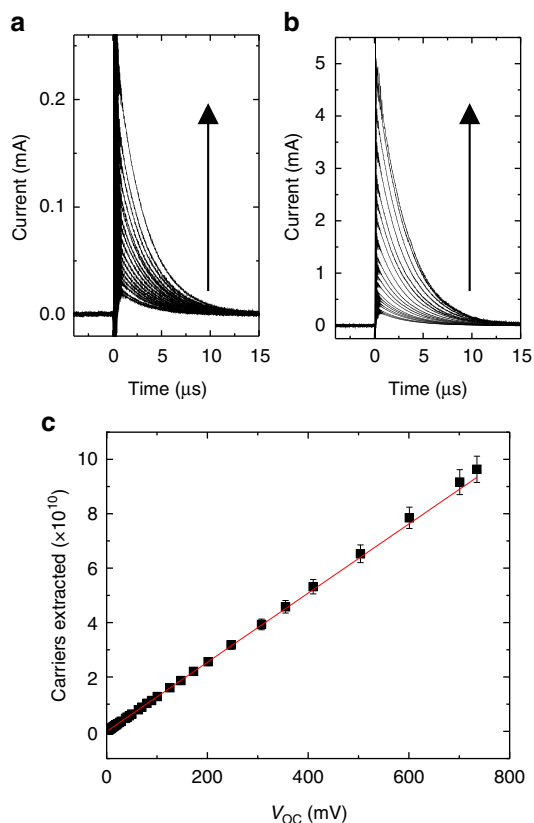 a
0.2
0.1
0.0
Current (mA)
0 5 10 15
Time (μs)
b
5
4
3
2
1
0
Current (mA)
0 5 10 15
Time (μs)
c
10
8
6
4
2
0
Carriers extracted (×10¹⁰)
0 200 400 600 800
V_OC (mV)